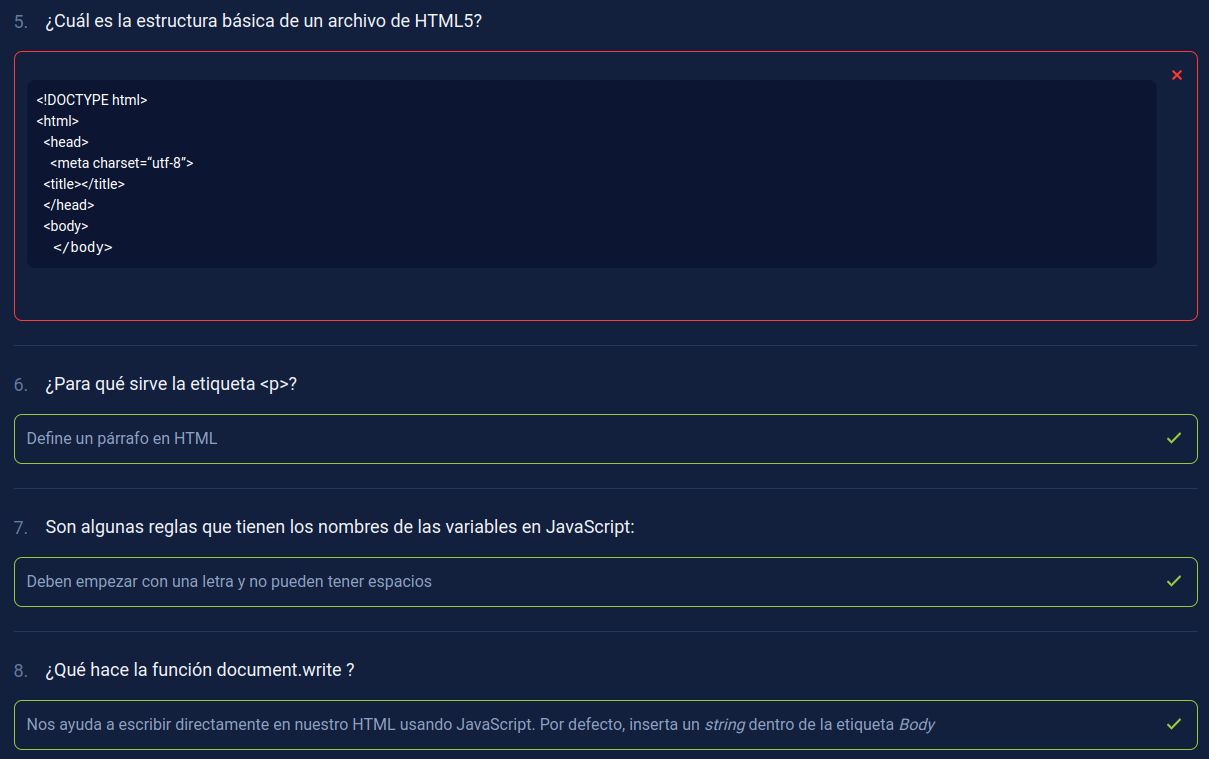 5. ¿Cuál es la estructura básica de un archivo de HTML5?
<!DOCTYPE html>
<html>
<head>
<meta charset=“utf-8”>
<title></title>
</head>
<body>
</body>
6. ¿Para qué sirve la etiqueta <p>?
Define un párrafo en HTML
7. Son algunas reglas que tienen los nombres de las variables en JavaScript:
Deben empezar con una letra y no pueden tener espacios
8. ¿Qué hace la función document.write ?
Nos ayuda a escribir directamente en nuestro HTML usando JavaScript. Por defecto, inserta un string dentro de la etiqueta Body